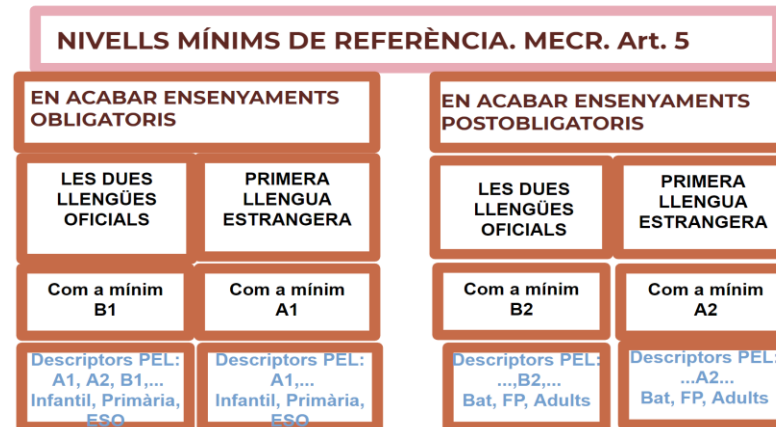 NIVELLS MÍNIMS DE REFERÈNCIA. MECR. Art. 5
EN ACABAR ENSENYAMENTS
OBLIGATORIS
LES DUES
LLENGÜES
OFICIALS
PRIMERA
LLENGUA
ESTRANGERA
Com a mínim
B1
Com a mínim
A1
Descriptors PEL:
A1, A2, B1,...
Infantil, Primària,
ESO
Descriptors PEL:
A1,...
Infantil, Primària,
ESO
EN ACABAR ENSENYAMENTS
POSTOBLIGATORIS
LES DUES
LLENGÜES
OFICIALS
PRIMERA
LLENGUA
ESTRANGERA
Com a mínim
B2
Com a mínim
A2
Descriptors PEL:
...,B2,...
Bat, FP, Adults
Descriptors PEL:
...A2...
Bat, FP, Adults